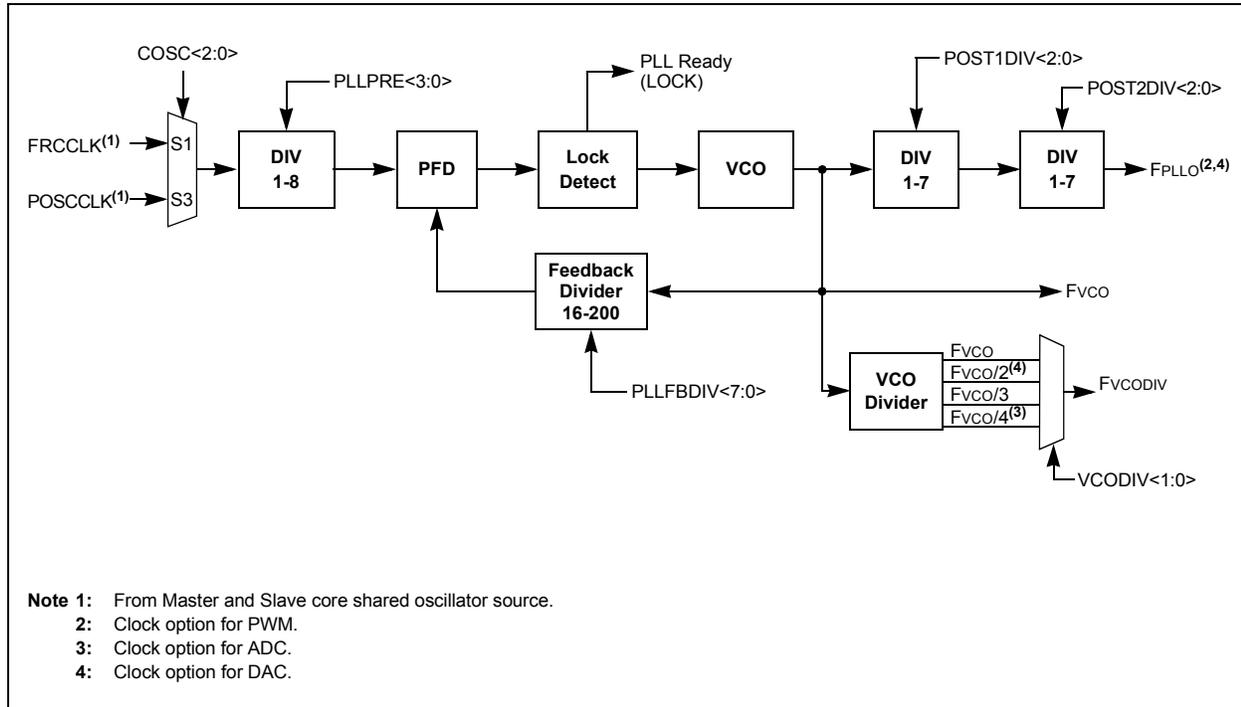 COSC<2:0>
PLLPRE<3:0>
PLL Ready
(LOCK)
POST1DIV<2:0>
POST2DIV<2:0>
FRCCLK(1)
S1
POSCCLK(1)
S3
DIV
1-8
PFD
Lock
Detect
VCO
DIV
1-7
DIV
1-7
FPLLO(2,4)
Feedback
Divider
16-200
FVCO
PLLFBDIV<7:0>
VCO
Divider
FVCO
FVCO/2(4)
FVCO/3
FVCO/4(3)
FVCODIV
VCODIV<1:0>
Note 1: From Master and Slave core shared oscillator source.
2: Clock option for PWM.
3: Clock option for ADC.
4: Clock option for DAC.